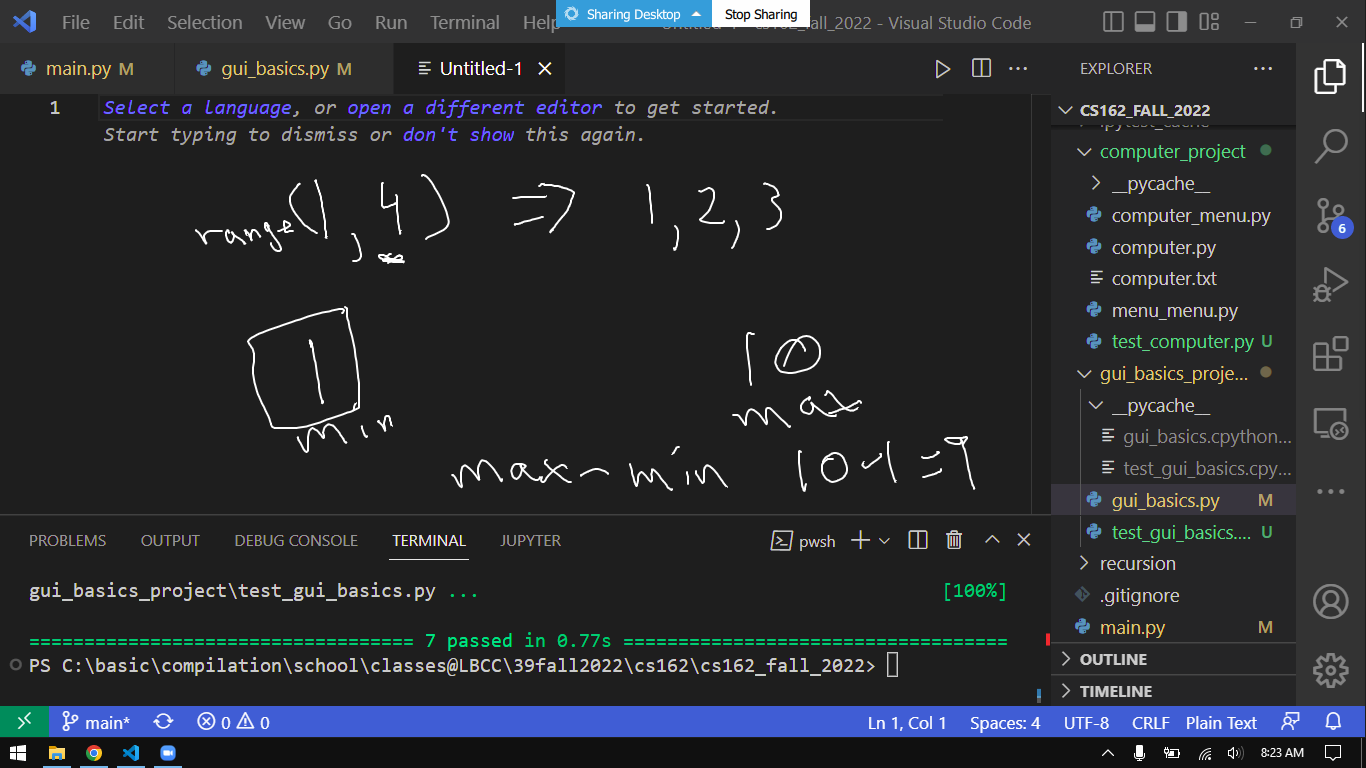 File Edit Selection View Go Run Terminal Help
Sharing Desktop Stop Sharing
cs162_fall_2022 - Visual Studio Code
main.py M gui_basics.py M Untitled-1
EXPLORER
1 Select a language, or open a different editor to get started.
Start typing to dismiss or don't show this again.
range(1, 4) => 1, 2, 3
1
min
10
max
max - min 10-1=9
CS162_FALL_2022
.pytest_cache
computer_project
__pycache__
computer_menu.py
computer.py
computer.txt
menu_menu.py
test_computer.py U
gui_basics_proje...
__pycache__
gui_basics.cpython...
test_gui_basics.cpy...
gui_basics.py M
test_gui_basics.... U
recursion
.gitignore
main.py M
OUTLINE
TIMELINE
6
PROBLEMS OUTPUT DEBUG CONSOLE TERMINAL JUPYTER pwsh
gui_basics_project\test_gui_basics.py ... [100%]
=================================== 7 passed in 0.77s ===================================
PS C:\basic\compilation\school\classes@LBCC\39fall2022\cs162\cs162_fall_2022>
main* 0 0 Ln 1, Col 1 Spaces: 4 UTF-8 CRLF Plain Text
8:23 AM